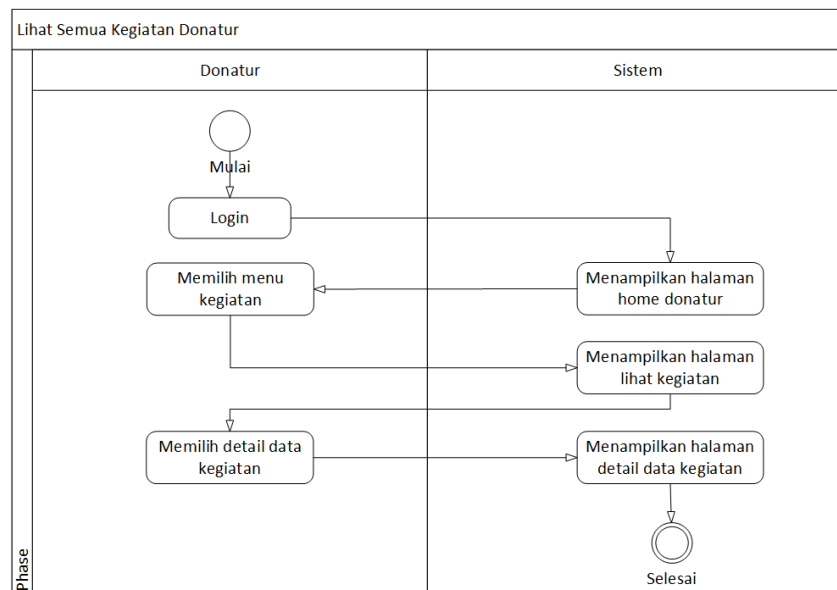 Lihat Semua Kegiatan Donatur
Donatur
Sistem
Mulai
Login
Menampilkan halaman
home donatur
Memilih menu
kegiatan
Menampilkan halaman
lihat kegiatan
Memilih detail data
kegiatan
Menampilkan halaman
detail data kegiatan
Selesai
Phase